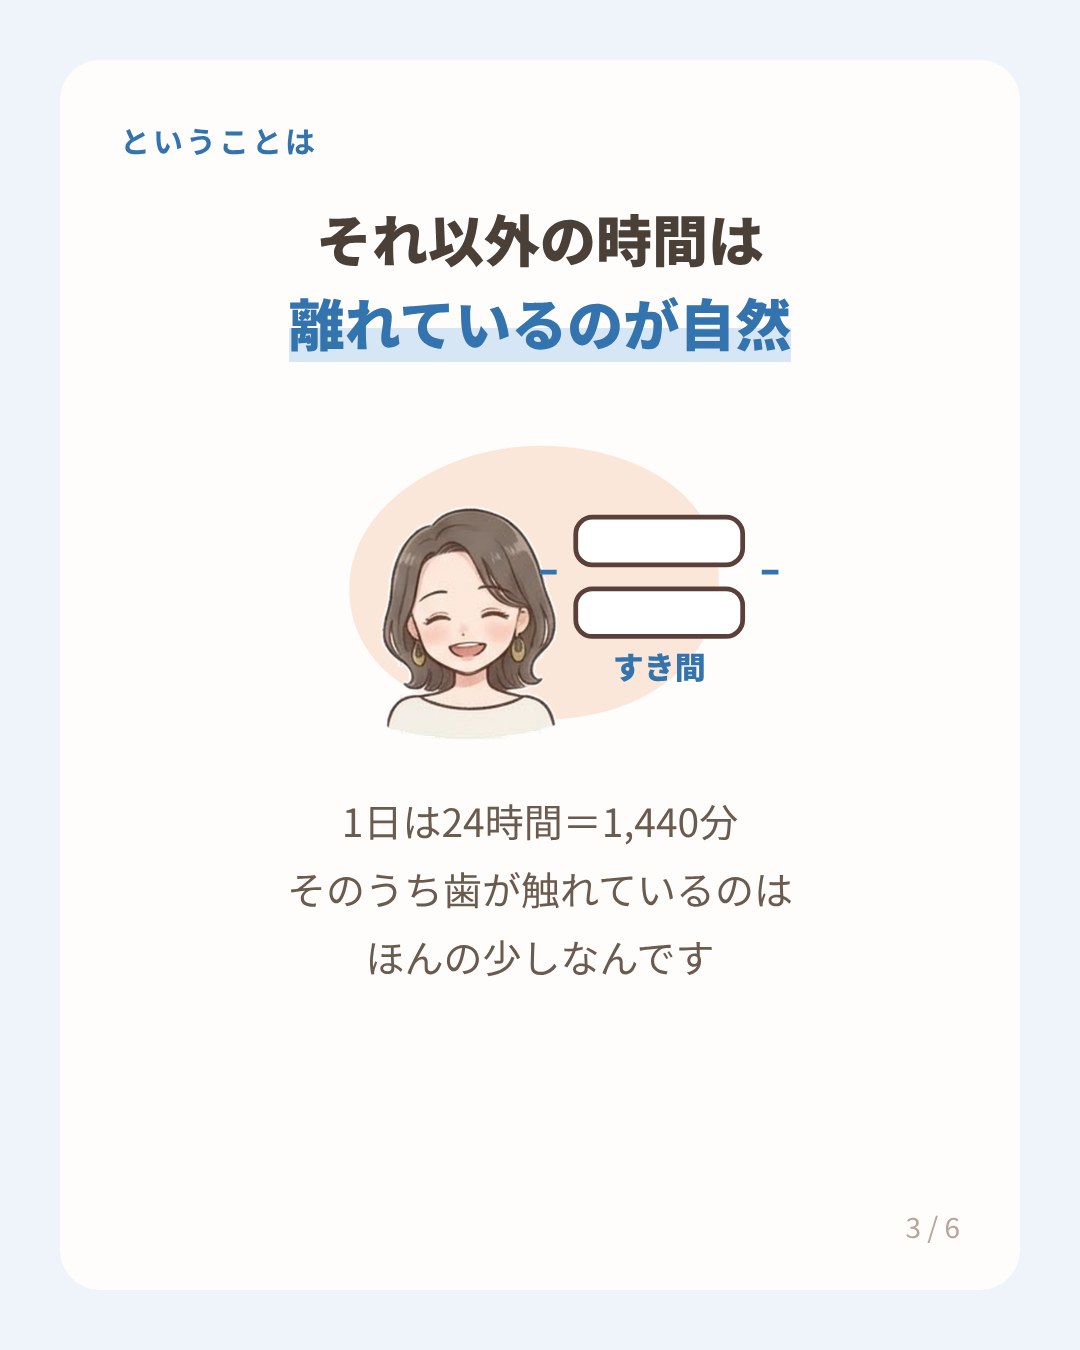 ということは
それ以外の時間は
離れているのが自然
すき間
1日は24時間＝1,440分
そのうち歯が触れているのは
ほんの少しなんです
3 / 6